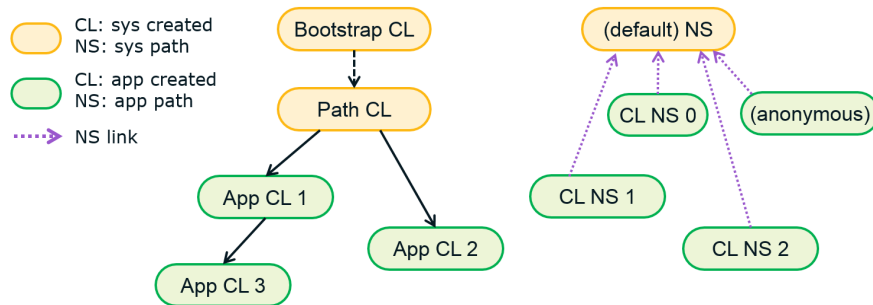 CL: sys created
NS: sys path
CL: app created
NS: app path
NS link
Bootstrap CL
Path CL
App CL 1
App CL 2
App CL 3
(default) NS
CL NS 0
(anonymous)
CL NS 1
CL NS 2